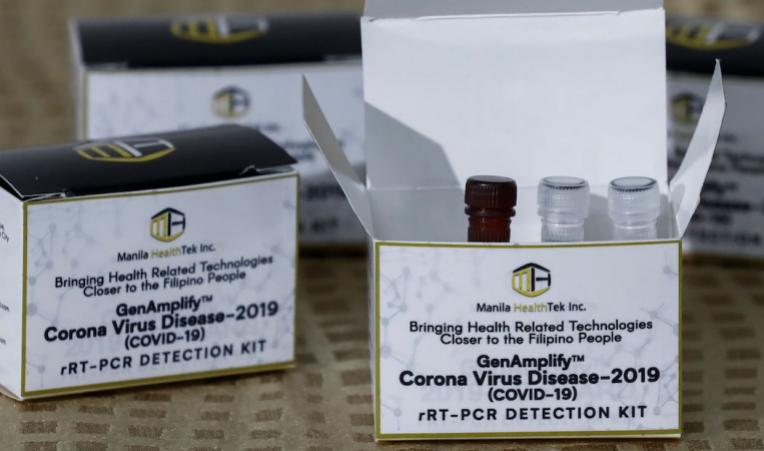 Manila HealthTek Inc.
Bringing Health Related Technologies
Closer to the Filipino People
GenAmplify™
Corona Virus Disease-2019
(COVID-19)
rRT-PCR DETECTION KIT
Manila HealthTek Inc.
Bringing Health Related Technologies
Closer to the Filipino People
GenAmplify™
Corona Virus Disease-2019
(COVID-19)
rRT-PCR DETECTION KIT